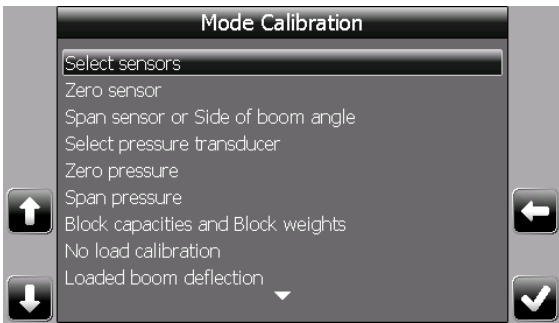 Mode Calibration
Select sensors
Zero sensor
Span sensor or Side of boom angle
Select pressure transducer
Zero pressure
Span pressure
Block capacities and Block weights
No load calibration
Loaded boom deflection